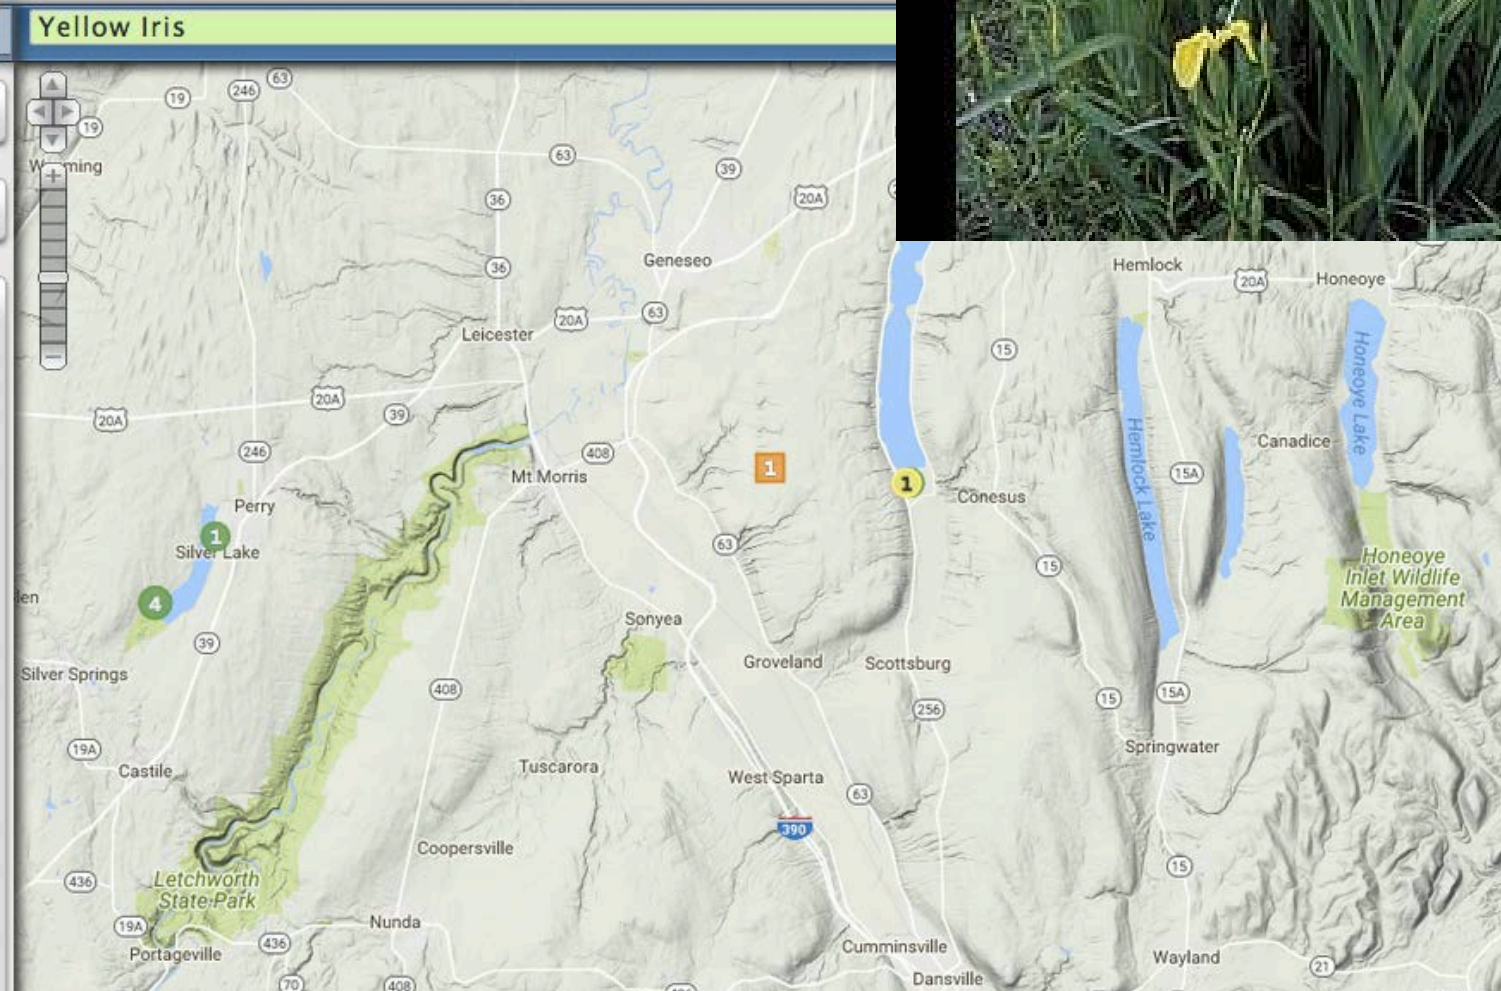 Yellow Iris
63
246
19
19
63
39
36
20A
Geneseo
36
Hemlock
20A
Honeoye
63
20A
Leicester
15
Honeoye Lake
20A
39
20A
Canadice
246
408
1
Hemlock Lake
15A
Mt Morris
1
Conesus
Perry
1
Silver Lake
63
15
Honeoye
Inlet Wildlife
Management
Area
4
Sonyea
39
Groveland
Scottsburg
Silver Springs
408
15
15A
256
19A
Springwater
Castile
Tuscarora
West Sparta
63
390
Coopersville
15
Letchworth
State Park
436
19A
Nunda
436
Cumminsville
Portageville
Wayland
21
Dansville
70
408